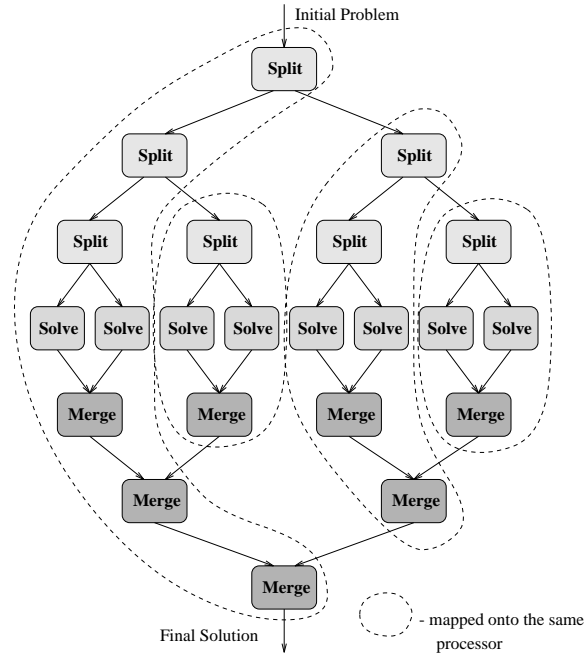 Initial Problem
Split
Split Split
Split Split Split Split
Solve Solve Solve Solve Solve Solve Solve Solve
Merge Merge Merge Merge
Merge Merge
Merge
Final Solution
- mapped onto the same
processor